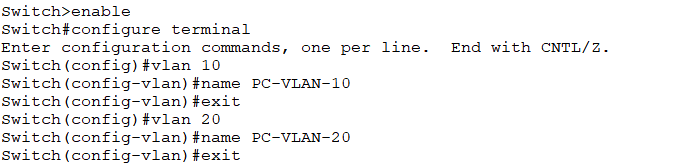 Switch>enable
Switch#configure terminal
Enter configuration commands, one per line.  End with CNTL/Z.
Switch(config)#vlan 10
Switch(config-vlan)#name PC-VLAN-10
Switch(config-vlan)#exit
Switch(config)#vlan 20
Switch(config-vlan)#name PC-VLAN-20
Switch(config-vlan)#exit